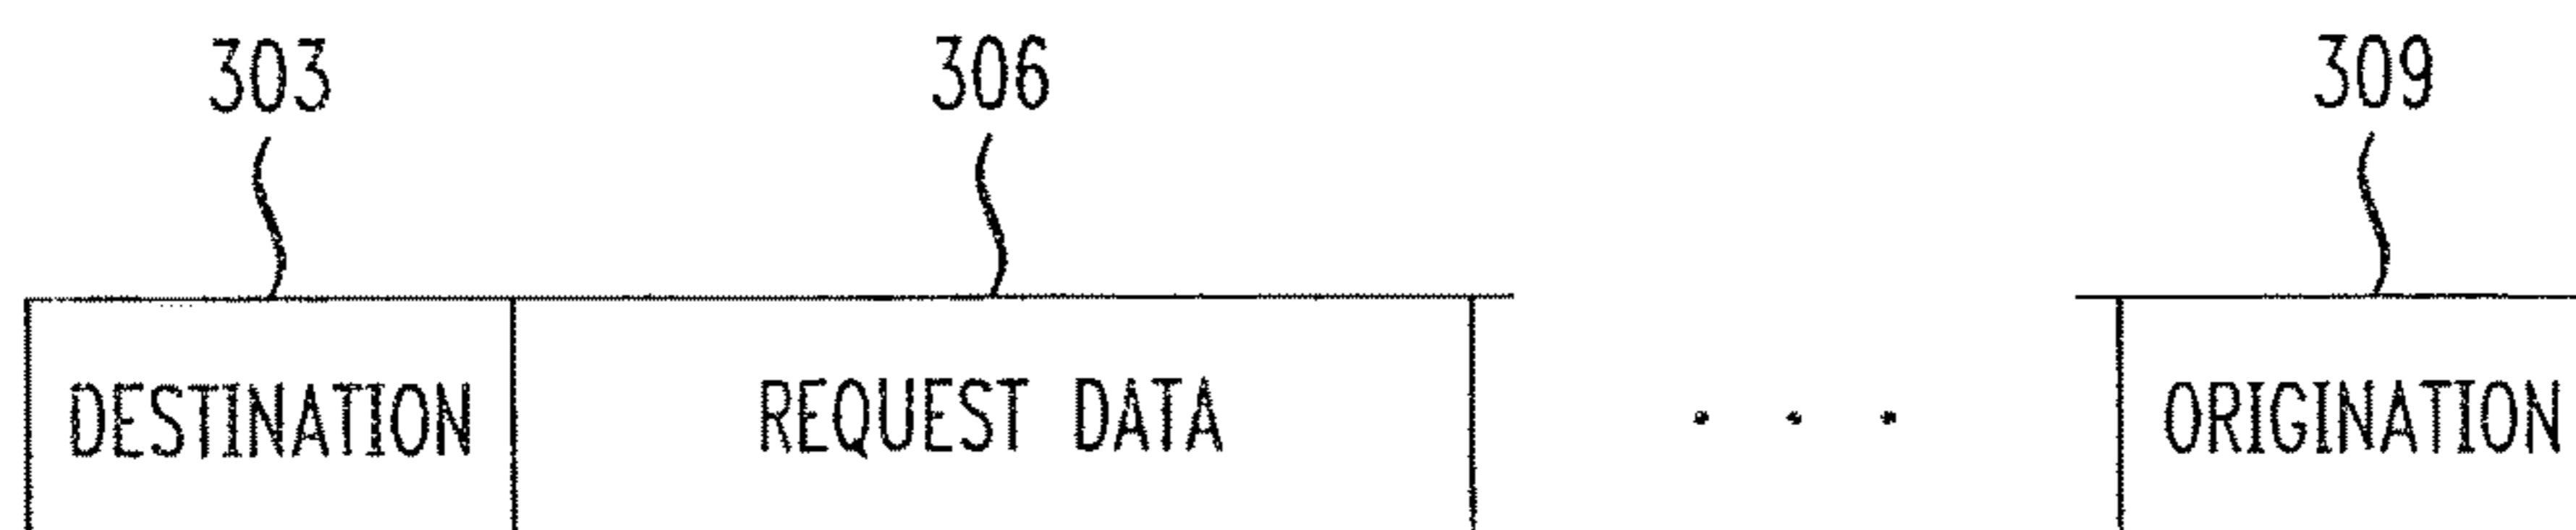 303 306 309
DESTINATION REQUEST DATA . . . ORIGINATION